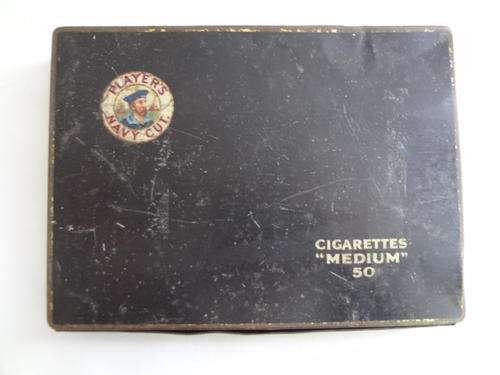 PLAYER'S
NAVY CUT.
CIGARETTES
"MEDIUM"
50